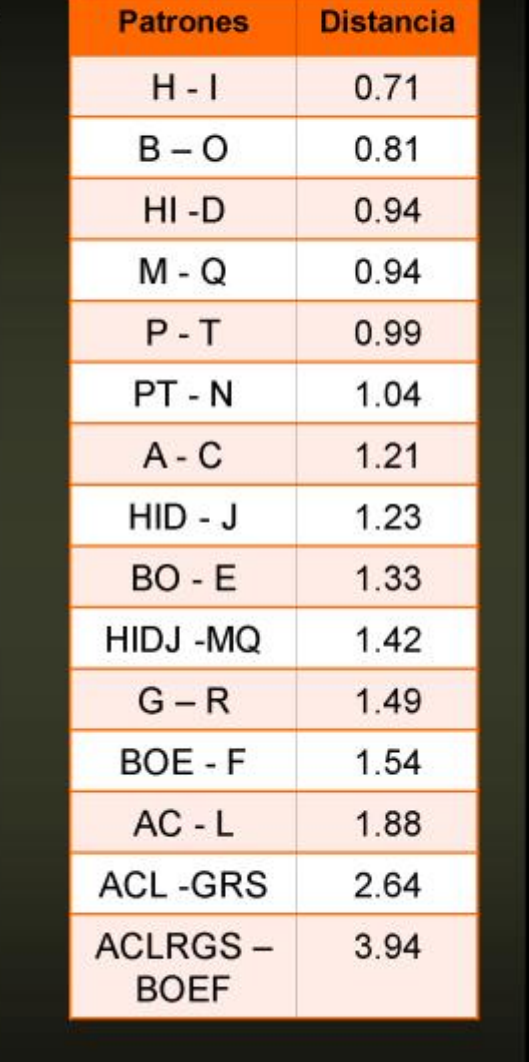 Patrones Distancia
H - I 0.71
B – O 0.81
HI -D 0.94
M - Q 0.94
P - T 0.99
PT - N 1.04
A - C 1.21
HID - J 1.23
BO - E 1.33
HIDJ -MQ 1.42
G – R 1.49
BOE - F 1.54
AC - L 1.88
ACL -GRS 2.64
ACLRGS – 3.94
BOEF